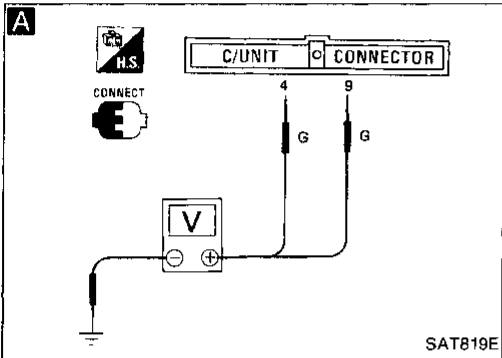 A
H.S.
C/UNIT CONNECTOR
CONNECT
4 9
G G
V
− +
SAT819E